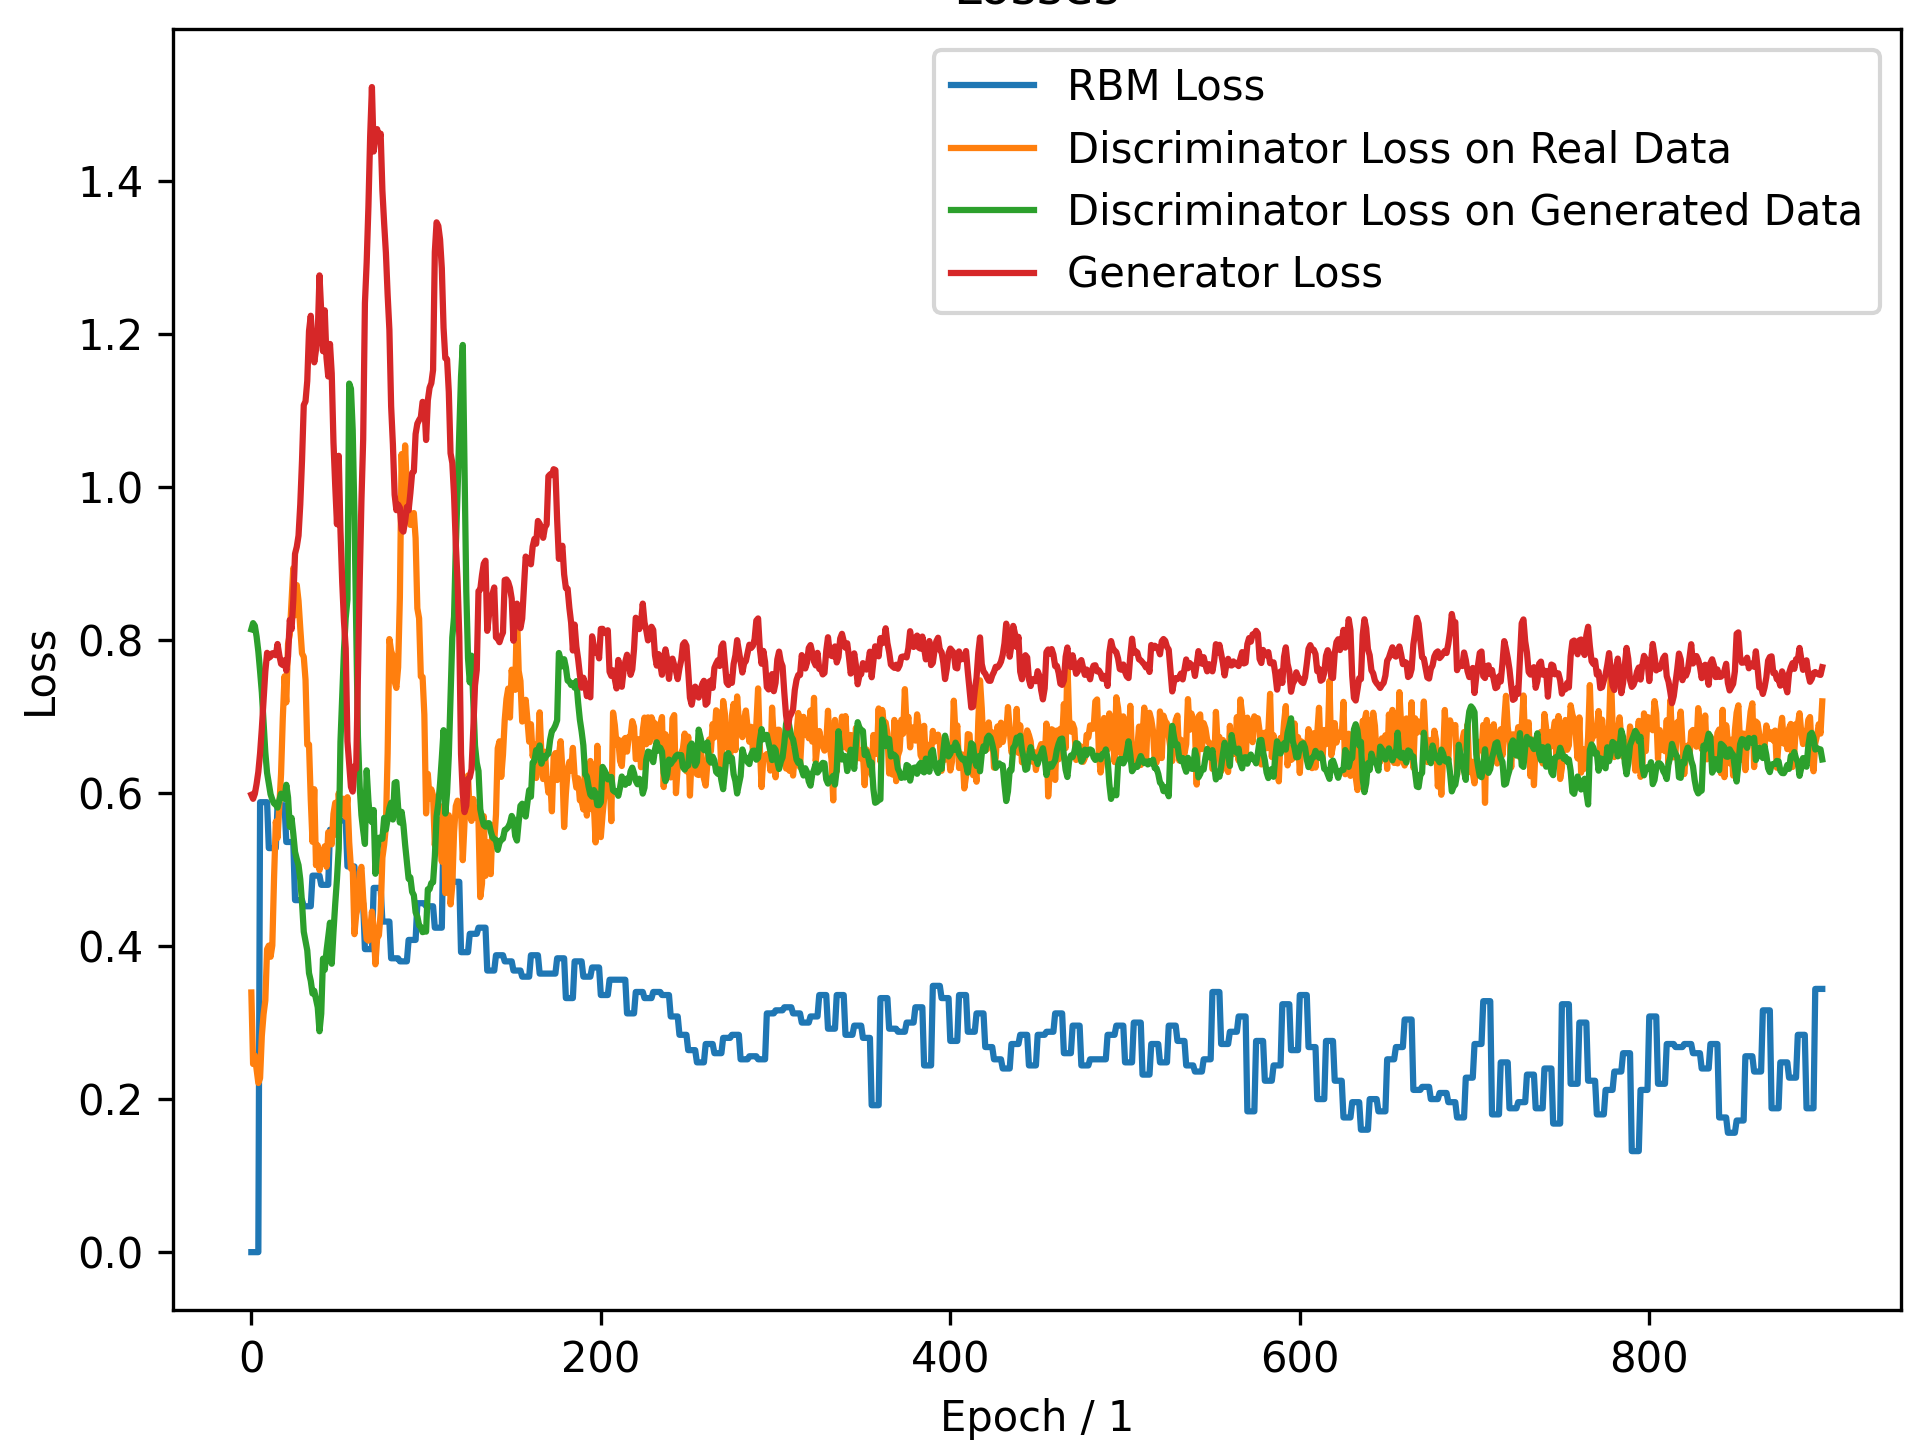 Losses
RBM Loss
Discriminator Loss on Real Data
Discriminator Loss on Generated Data
Generator Loss
Loss
1.4
1.2
1.0
0.8
0.6
0.4
0.2
0.0
0 200 400 600 800
Epoch / 1